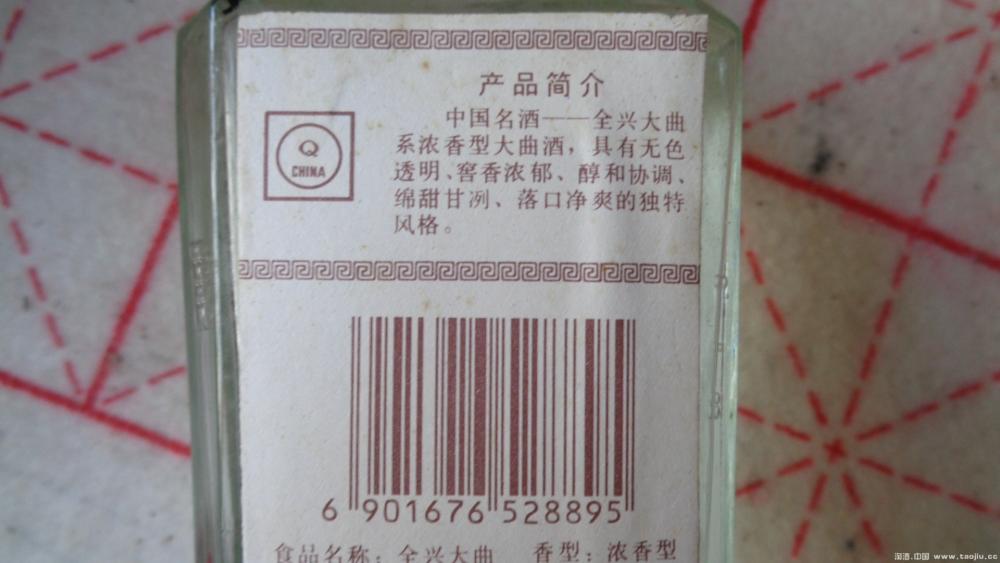 产品简介
中国名酒——全兴大曲
系浓香型大曲酒，具有无色
透明、窖香浓郁、醇和协调、
绵甜甘冽、落口净爽的独特
风格。
Q
CHINA
6 901676 528895
食品名称：全兴大曲 香型：浓香型
淘酒.中国 www.taojiu.cc